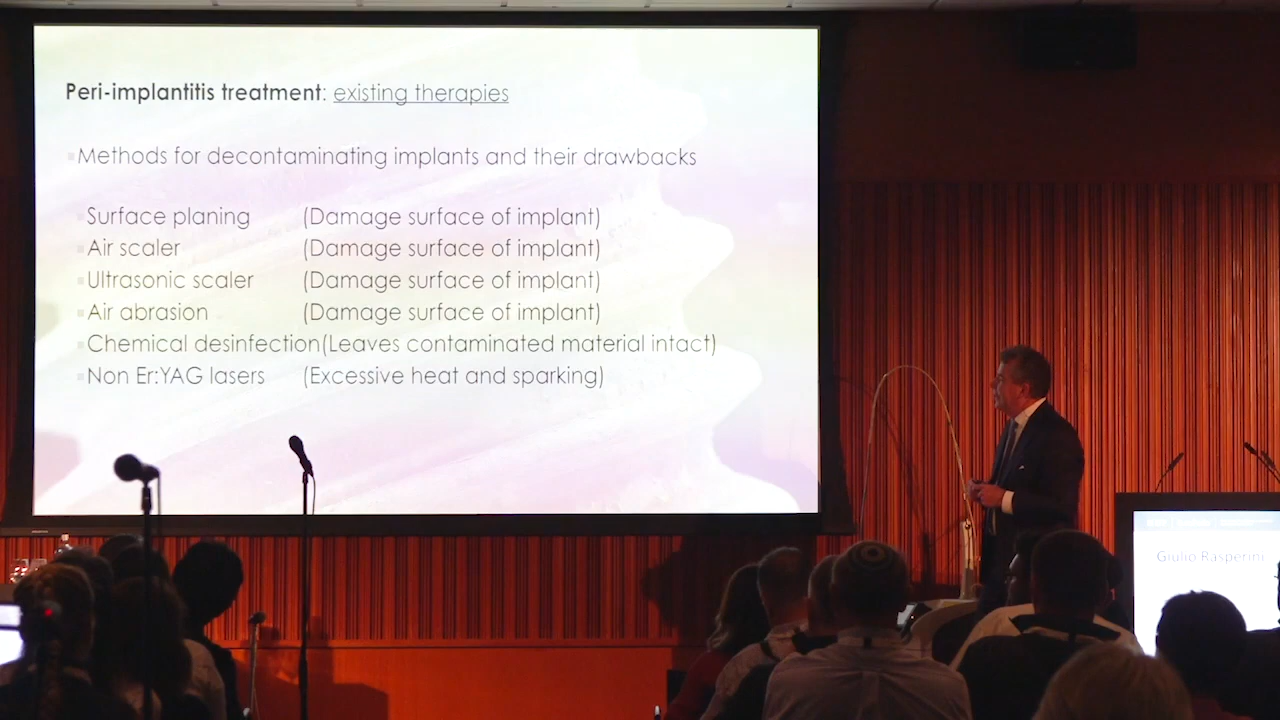 Peri-implantitis treatment: existing therapies
Methods for decontaminating implants and their drawbacks
Surface planing (Damage surface of implant)
Air scaler (Damage surface of implant)
Ultrasonic scaler (Damage surface of implant)
Air abrasion (Damage surface of implant)
Chemical desinfection(Leaves contaminated material intact)
Non Er:YAG lasers (Excessive heat and sparking)
Giulio Rasperini